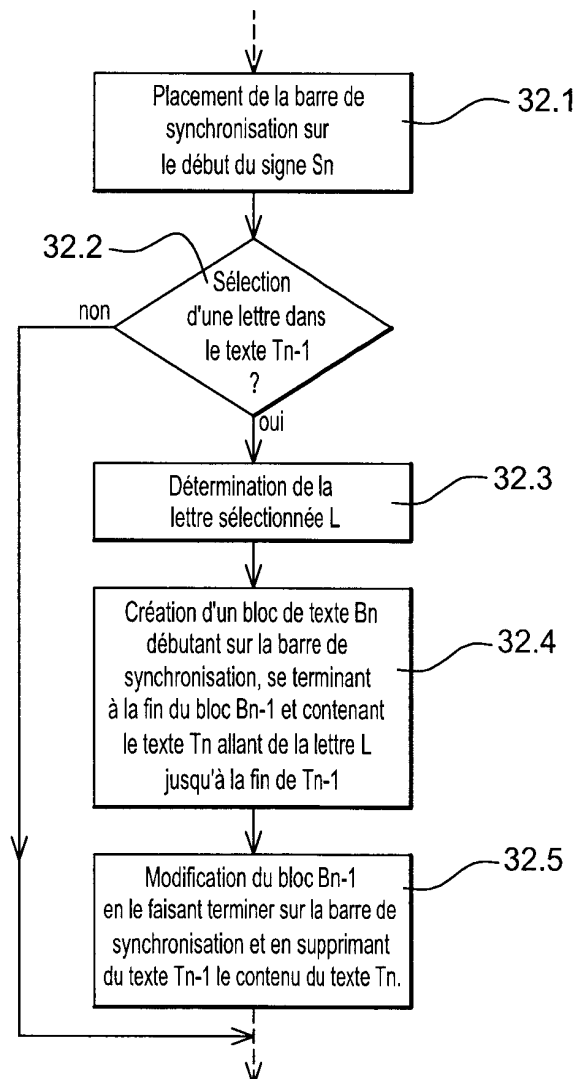 Placement de la barre de
synchronisation sur
le début du signe Sn
32.1
32.2
Sélection
d'une lettre dans
le texte Tn-1
?
non
oui
Détermination de la
lettre sélectionnée L
32.3
Création d'un bloc de texte Bn
débutant sur la barre de
synchronisation, se terminant
à la fin du bloc Bn-1 et contenant
le texte Tn allant de la lettre L
jusqu'à la fin de Tn-1
32.4
Modification du bloc Bn-1
en le faisant terminer sur la barre de
synchronisation et en supprimant
du texte Tn-1 le contenu du texte Tn.
32.5